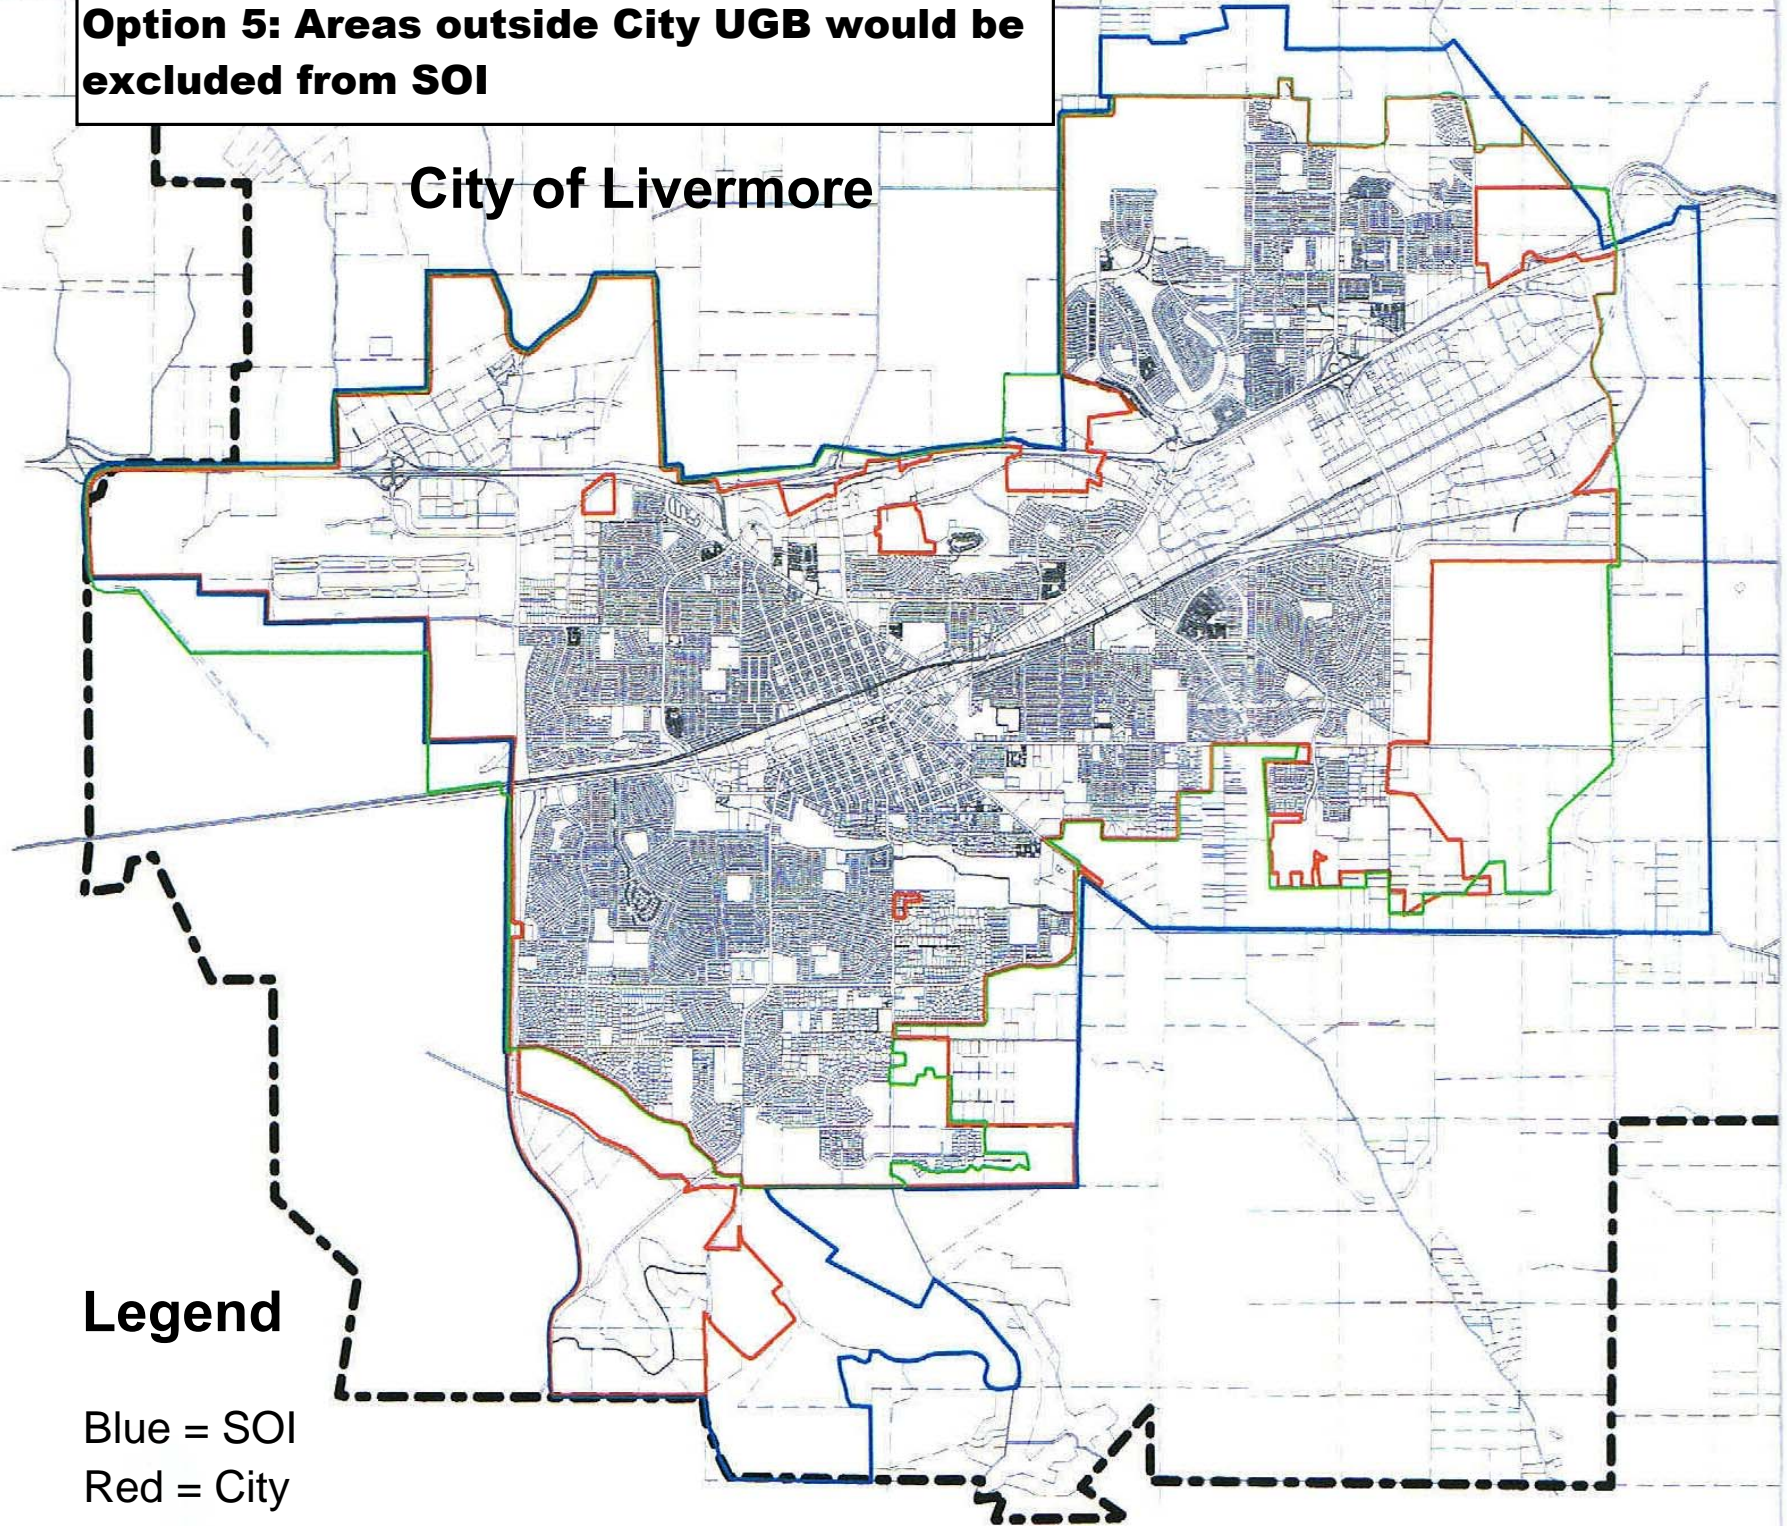 Option 5: Areas outside City UGB would be
excluded from SOI
City of Livermore
Legend
Blue = SOI
Red = City